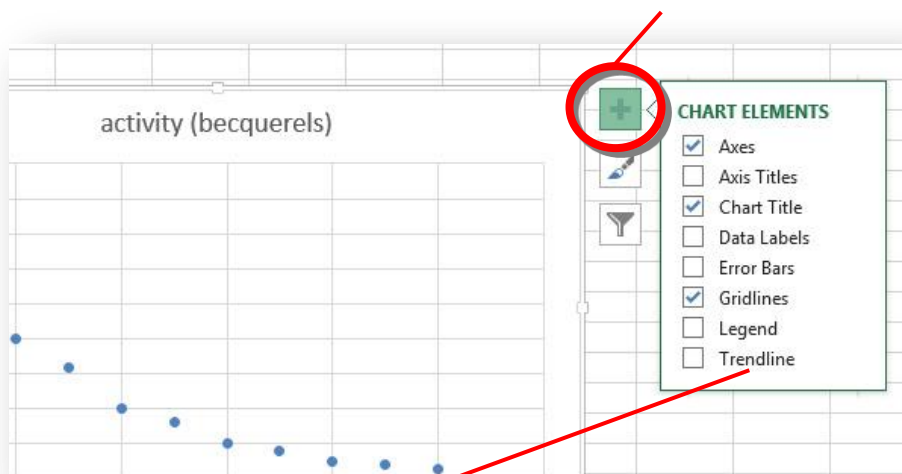 activity (becquerels)
CHART ELEMENTS
Axes
Axis Titles
Chart Title
Data Labels
Error Bars
Gridlines
Legend
Trendline